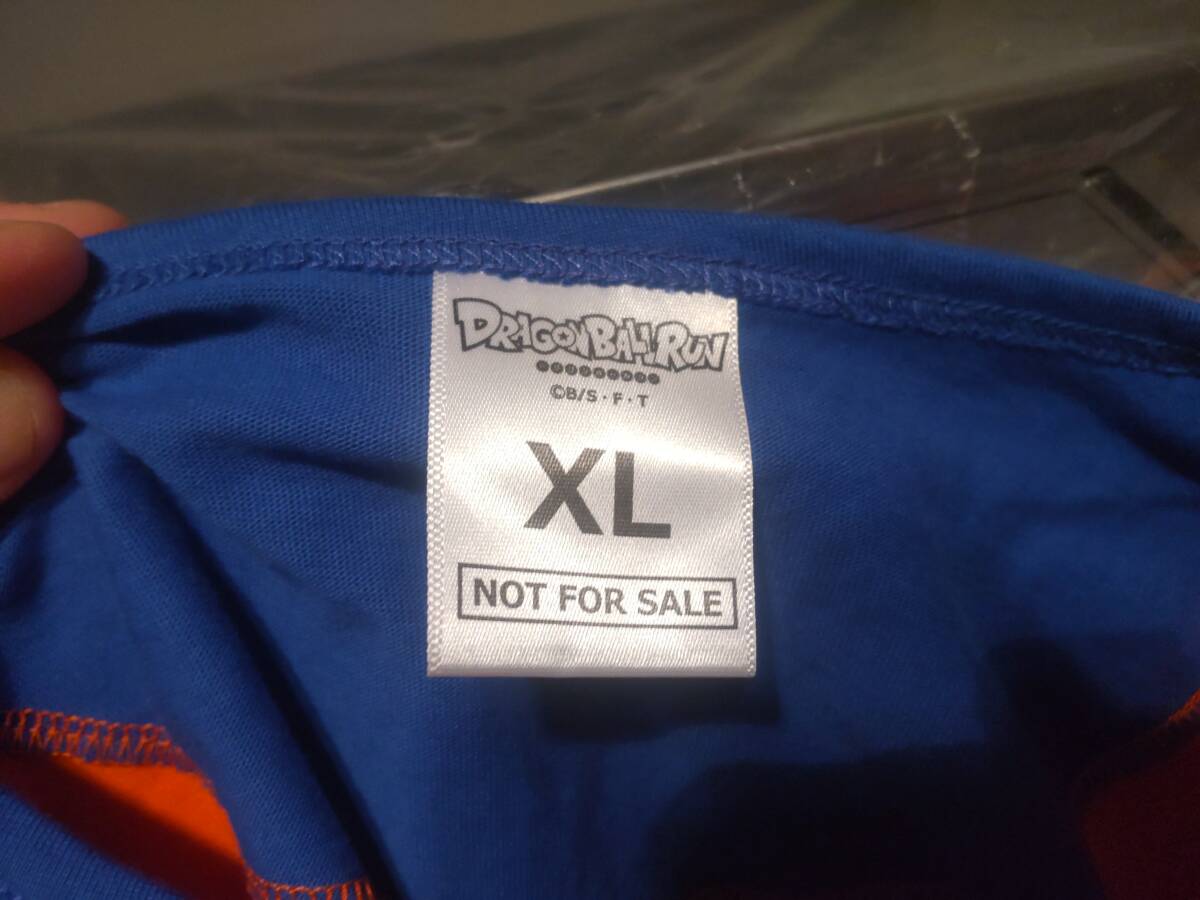 DRAGONBALLRUN
©B/S・F・T
XL
NOT FOR SALE